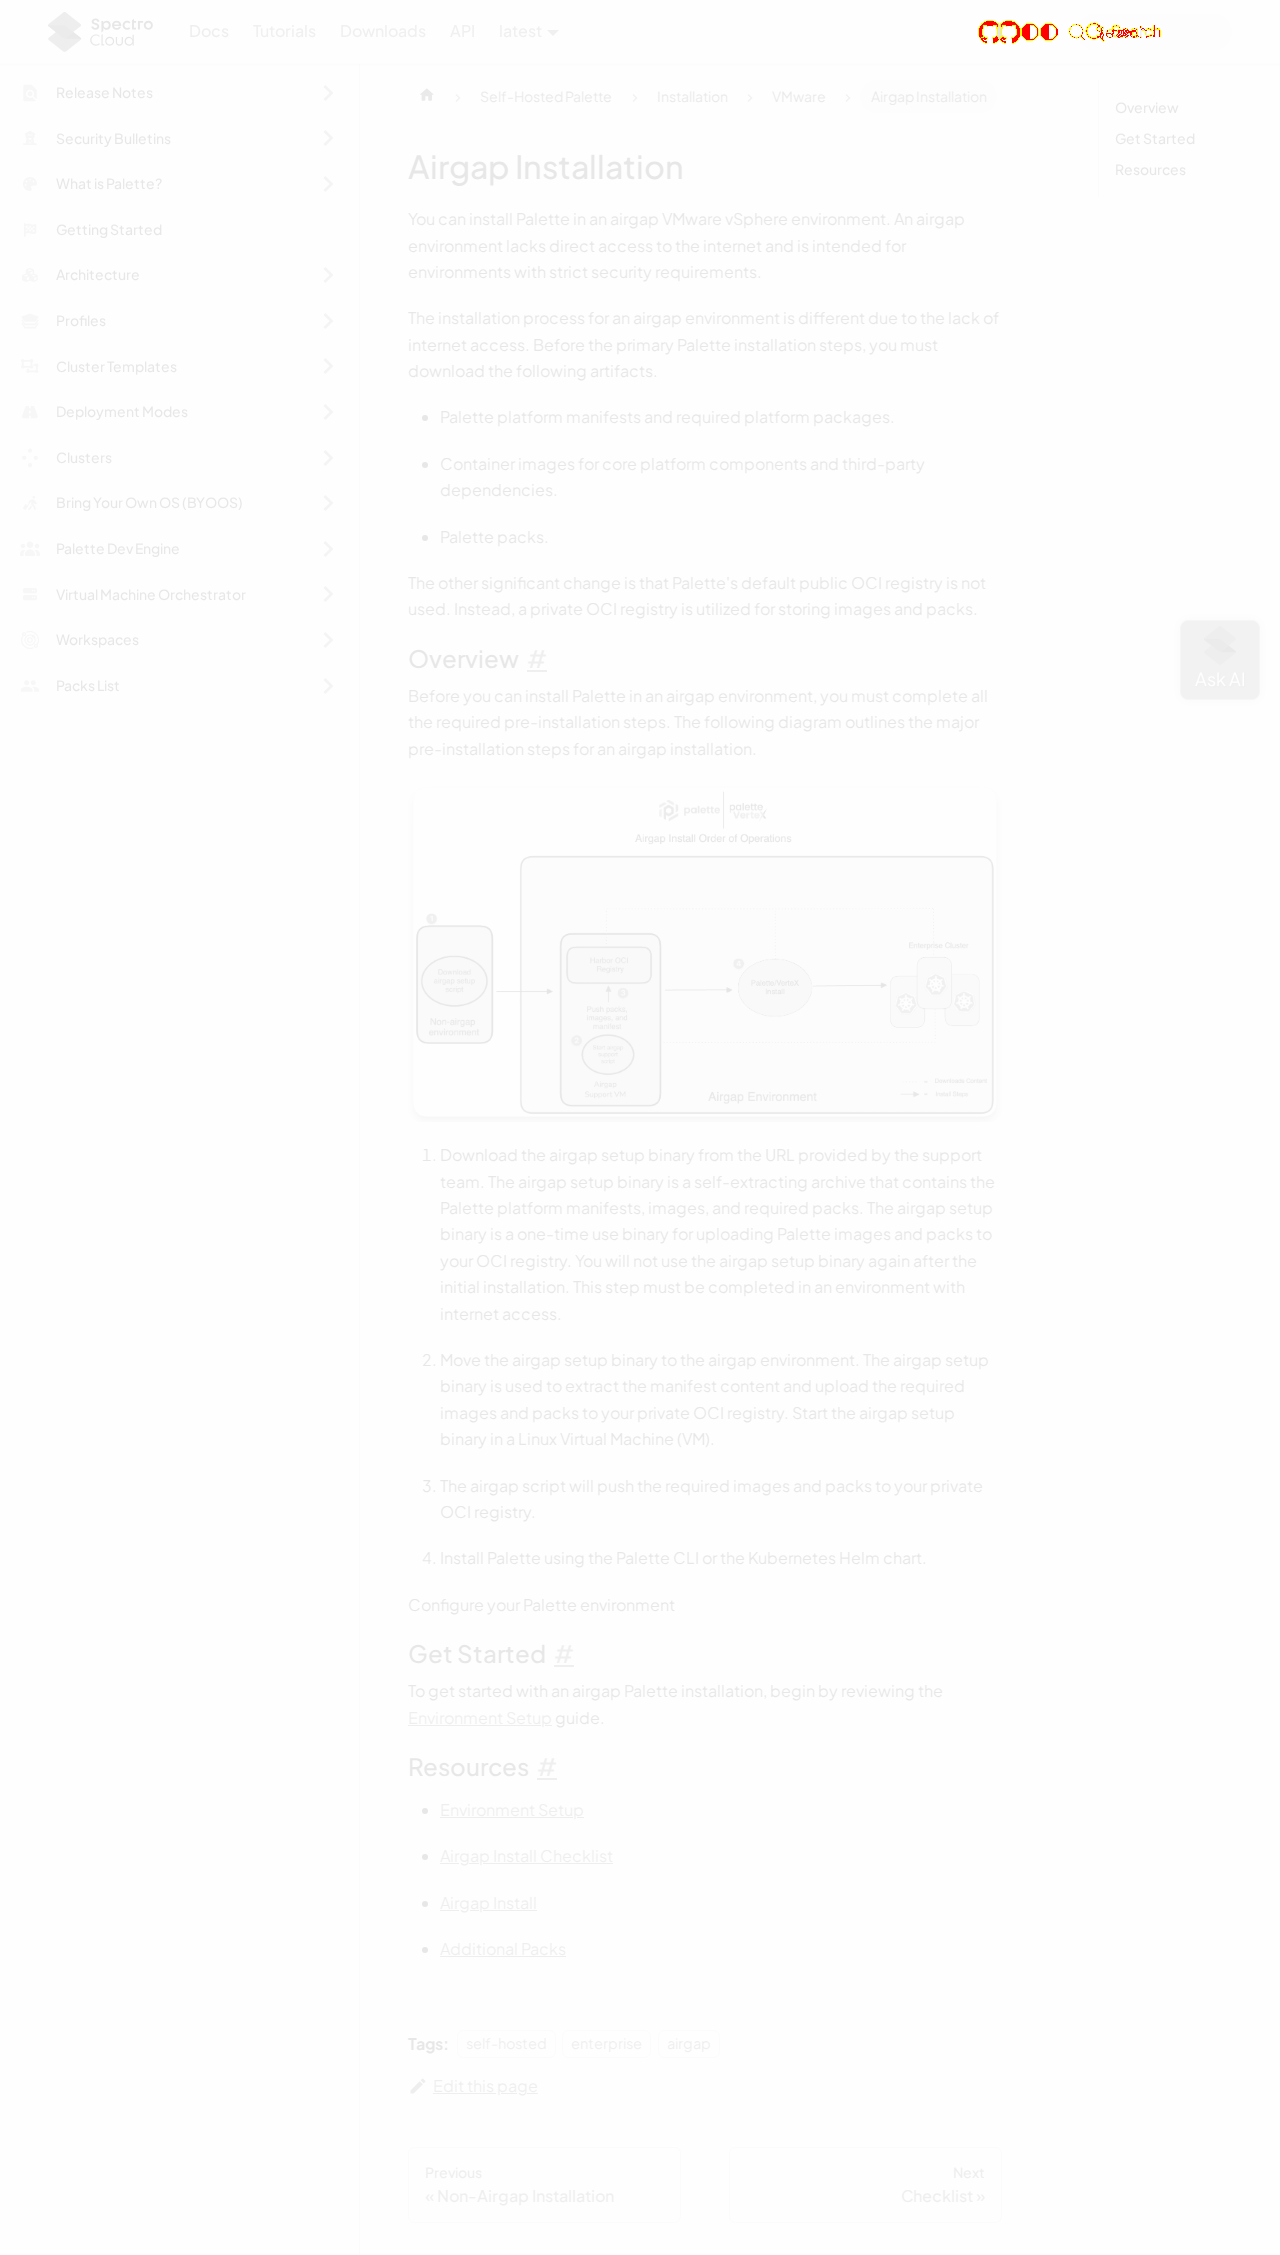 Spectro
Cloud
Docs
Tutorials
Downloads
API
latest
Release Notes
Security Bulletins
What is Palette?
Getting Started
Architecture
Profiles
Cluster Templates
Deployment Modes
Clusters
Bring Your Own OS (BYOOS)
Palette Dev Engine
Virtual Machine Orchestrator
Workspaces
Packs List
Self-Hosted Palette
Installation
VMware
Airgap Installation
Airgap Installation
You can install Palette in an airgap VMware vSphere environment. An airgap
environment lacks direct access to the internet and is intended for
environments with strict security requirements.
The installation process for an airgap environment is different due to the lack of
internet access. Before the primary Palette installation steps, you must
download the following artifacts.
• Palette platform manifests and required platform packages.
• Container images for core platform components and third-party
dependencies.
• Palette packs.
The other significant change is that Palette's default public OCI registry is not
used. Instead, a private OCI registry is utilized for storing images and packs.
Overview #
Before you can install Palette in an airgap environment, you must complete all
the required pre-installation steps. The following diagram outlines the major
pre-installation steps for an airgap installation.
palette
palette
VerteX
Airgap Install Order of Operations
1
Download
airgap setup
script
Non-airgap
environment
Harbor OCI
Registry
3
Push packs,
images, and
manifest
2
Airgap
Support VM
4
Palette/VerteX
Install
Enterprise Cluster
Airgap Environment
= Downloads Content
= Install Steps
1. Download the airgap setup binary from the URL provided by the support
team. The airgap setup binary is a self-extracting archive that contains the
Palette platform manifests, images, and required packs. The airgap setup
binary is a one-time use binary for uploading Palette images and packs to
your OCI registry. You will not use the airgap setup binary again after the
initial installation. This step must be completed in an environment with
internet access.
2. Move the airgap setup binary to the airgap environment. The airgap setup
binary is used to extract the manifest content and upload the required
images and packs to your private OCI registry. Start the airgap setup
binary in a Linux Virtual Machine (VM).
3. The airgap script will push the required images and packs to your private
OCI registry.
4. Install Palette using the Palette CLI or the Kubernetes Helm chart.
Configure your Palette environment
Get Started #
To get started with an airgap Palette installation, begin by reviewing the
Environment Setup guide.
Resources #
• Environment Setup
• Airgap Install Checklist
• Airgap Install
• Additional Packs
Tags:
self-hosted
enterprise
airgap
Edit this page
Previous
« Non-Airgap Installation
Next
Checklist »
Overview
Get Started
Resources
Ask AI